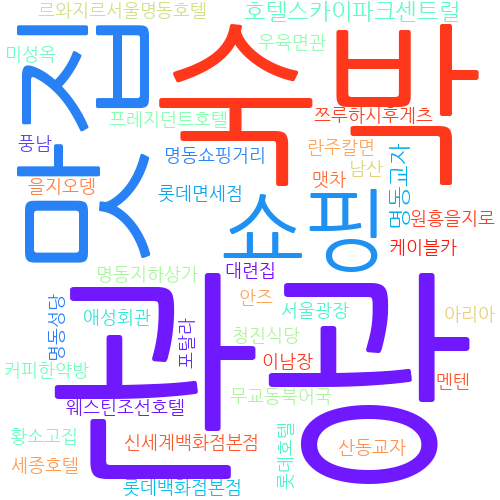 르와지르서울명동호텔
호텔스카이파크센트럴
미성옥
우육면관
맛집
숙박
프레지던트호텔
쯔루하시후게츠
풍남
명동쇼핑거리
란주칼면
남산
을지오뎅
롯데면세점
맷차
명동교자
원흥을지로
쇼핑
케이블카
대련집
명동지하상가
관광
안즈
서울광장
명동성당
애성회관
포탈라
청진식당
아리아
커피한약방
이남장
멘텐
웨스틴조선호텔
무교동북어국
황소고집
신세계백화점본점
롯데호텔
산동교자
세종호텔
롯데백화점본점